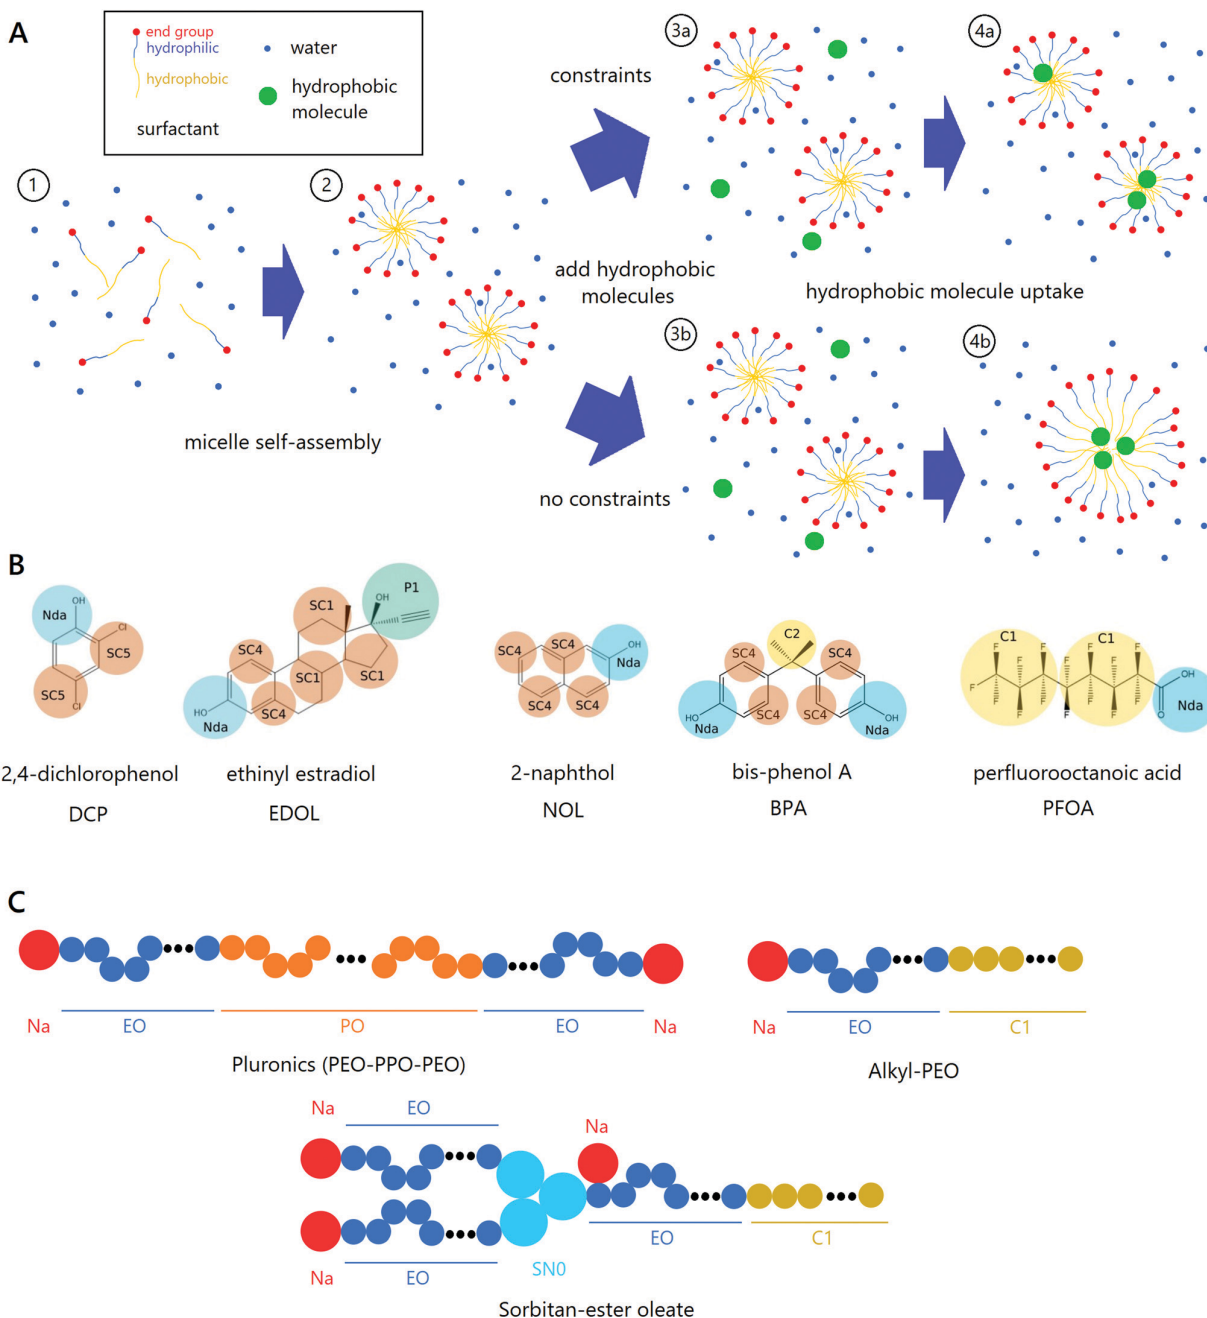 A
end group
hydrophilic
hydrophobic
surfactant
water
hydrophobic
molecule
1
2
micelle self-assembly
constraints
add hydrophobic
molecules
no constraints
3a
4a
hydrophobic molecule uptake
3b
4b
B
Nda
OH
Cl
SC5
SC5
Cl
2,4-dichlorophenol
DCP
P1
OH
SC1
SC4
SC1
SC1
HO
Nda
SC4
ethinyl estradiol
EDOL
SC4
SC4
OH
Nda
SC4
SC4
2-naphthol
NOL
C2
SC4
SC4
HO
Nda
SC4
SC4
OH
Nda
bis-phenol A
BPA
C1
C1
F F F F F F F
F
F F F F F F F
OH
O
Nda
perfluorooctanoic acid
PFOA
C
Na
EO
PO
EO
Na
Pluronics (PEO-PPO-PEO)
Na
EO
C1
Alkyl-PEO
Na
EO
Na
EO
C1
Na
EO
SN0
Sorbitan-ester oleate